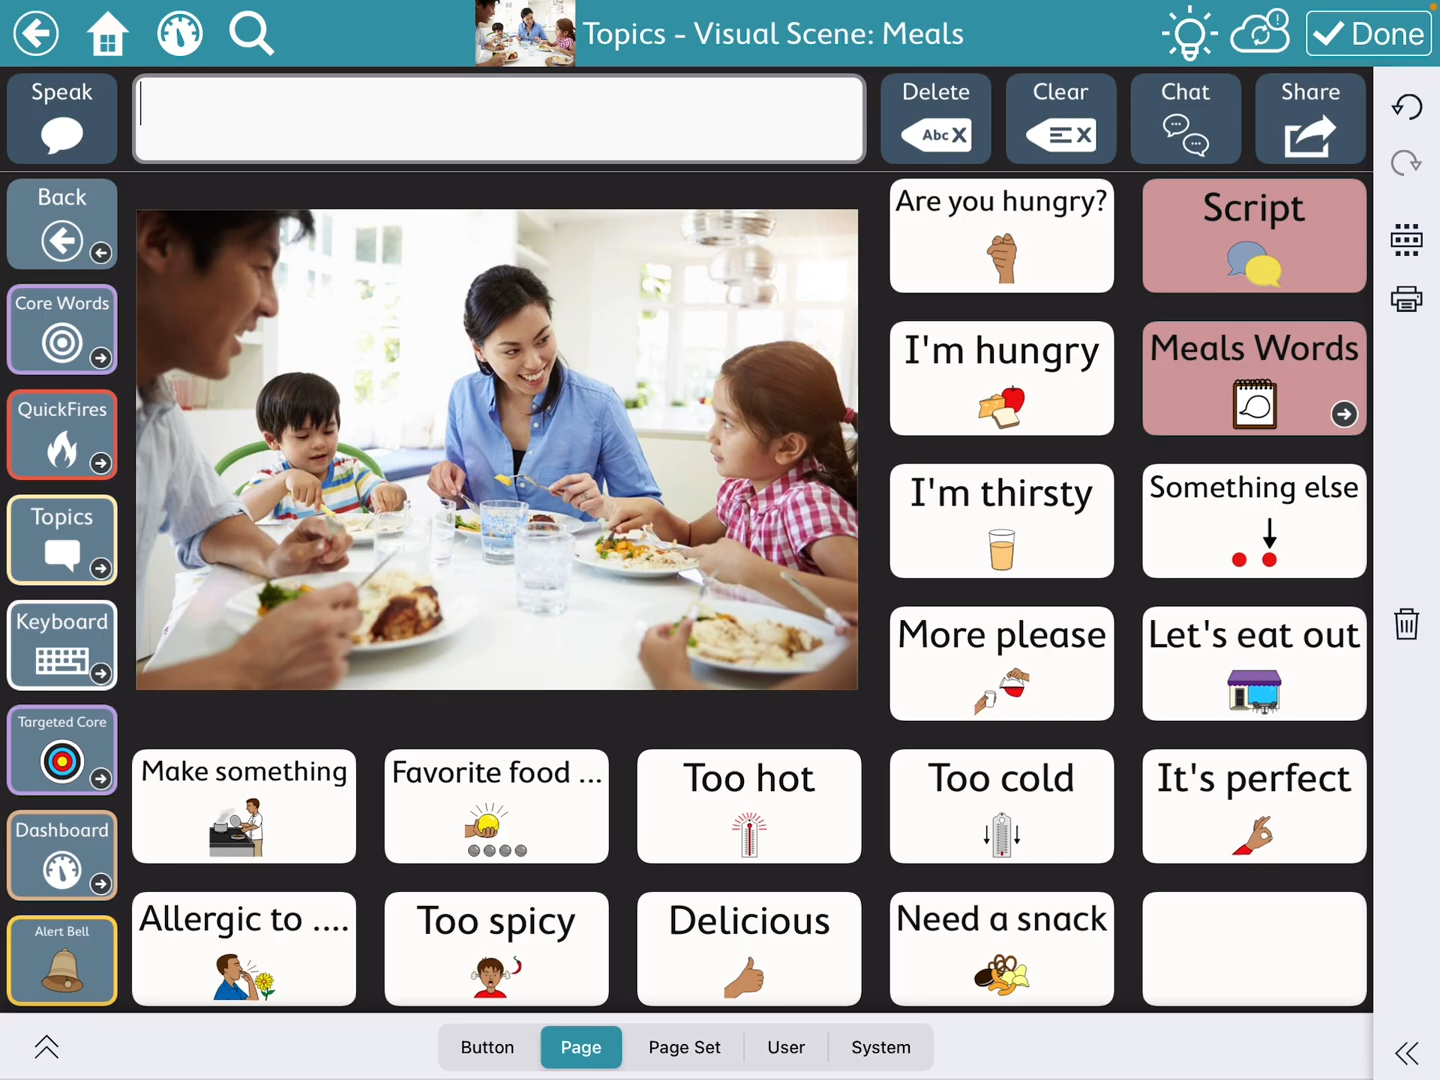 Topics - Visual Scene: Meals
Done
Speak
Delete
Abc X
Clear
X
Chat
Share
Back
Are you hungry?
Script
Core Words
I'm hungry
Meals Words
QuickFires
I'm thirsty
Something else
Topics
More please
Let's eat out
Keyboard
Targeted Core
Make something
Favorite food ...
Too hot
Too cold
It's perfect
Dashboard
Allergic to ....
Too spicy
Delicious
Need a snack
Alert Bell
Button
Page
Page Set
User
System